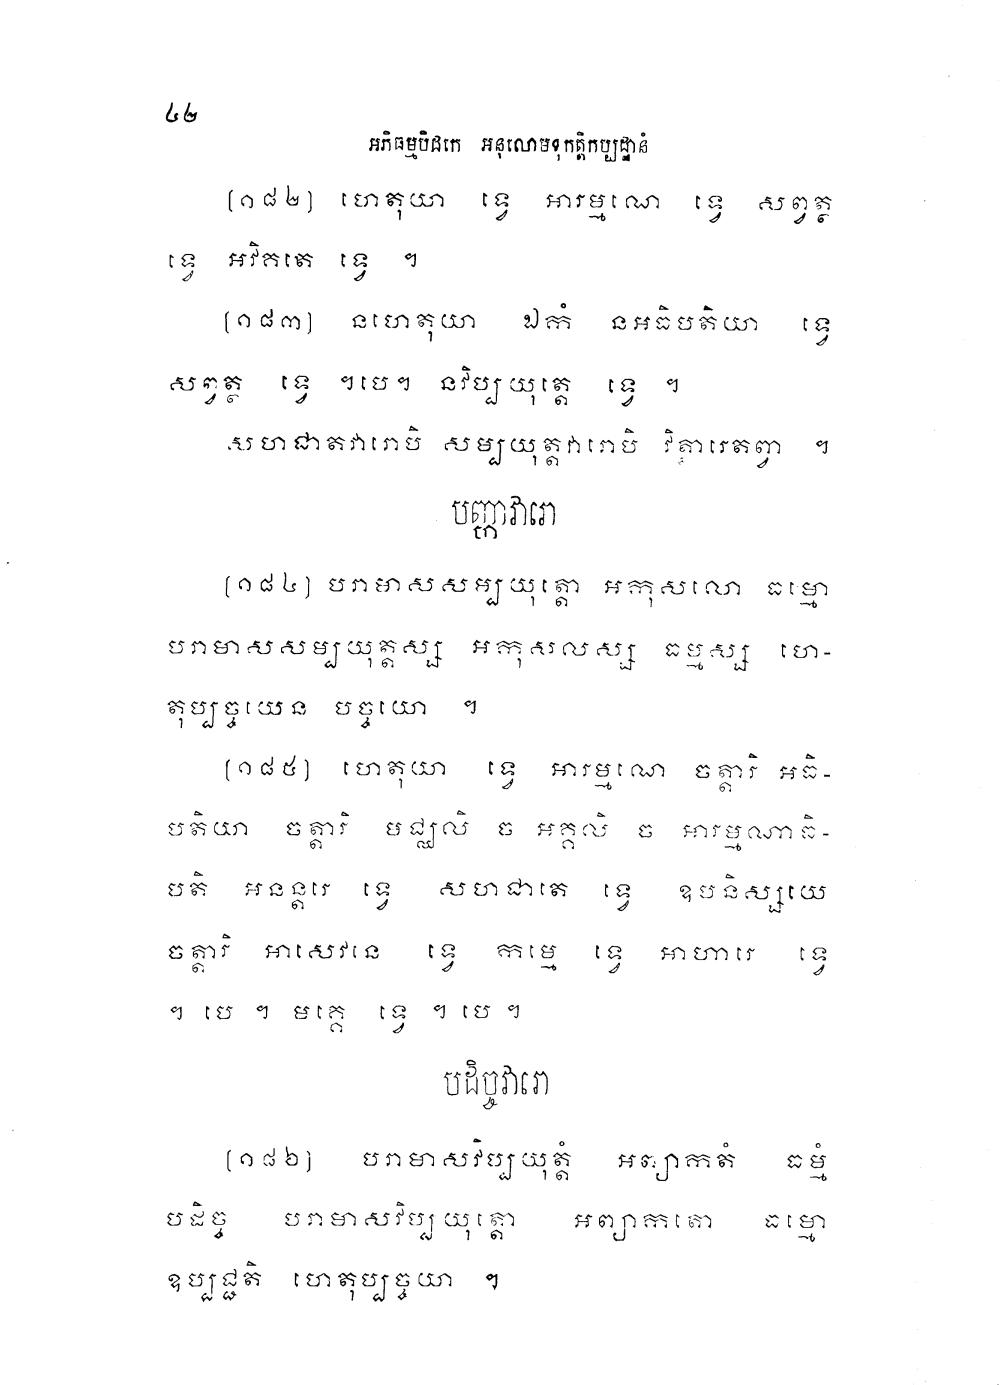 ៤២
អភិធម្មបិដកេ អនុលោមទុកត្តិកប្បដ្ឋានំ
(១៨២) ហេតុយា ទ្វេ អារម្មណេ ទ្វេ សព្វត្ថ
ទ្វេ អវិកតេ ទ្វេ ។
(១៨៣) នហេតុយា ឯកំ នអធិបតិយា ទ្វេ
សព្វត្ថ ទ្វេ ។បេ។ នវិប្បយុត្តេ ទ្វេ ។
សហជាតវារោបិ សម្បយុត្តវារោបិ វិត្ថារេតព្វា ។
បញ្ហាវារោ
(១៨៤) បរាមាសសម្បយុត្តោ អកុសលោ ធម្មោ
បរាមាសសម្បយុត្តស្ស អកុសលស្ស ធម្មស្ស ហេ-
តុប្បច្ចយេន បច្ចយោ ។
(១៨៥) ហេតុយា ទ្វេ អារម្មណេ ចត្តារិ អធិ-
បតិយា ចត្តារិ មជ្ឈលិ ច អគ្គលិ ច អារម្មណាធិ-
បតិ អនន្តរេ ទ្វេ សហជាតេ ទ្វេ ឧបនិស្សយេ
ចត្តារិ អាសេវនេ ទ្វេ កម្មេ ទ្វេ អាហារេ ទ្វេ
។ បេ ។ មគ្គេ ទ្វេ ។ បេ ។
បដិច្ចវារោ
(១៨៦) បរាមាសវិប្បយុត្តំ អព្យាកតំ ធម្មំ
បដិច្ច បរាមាសវិប្បយុត្តោ អព្យាកតោ ធម្មោ
ឧប្បជ្ជតិ ហេតុប្បច្ចយា ។